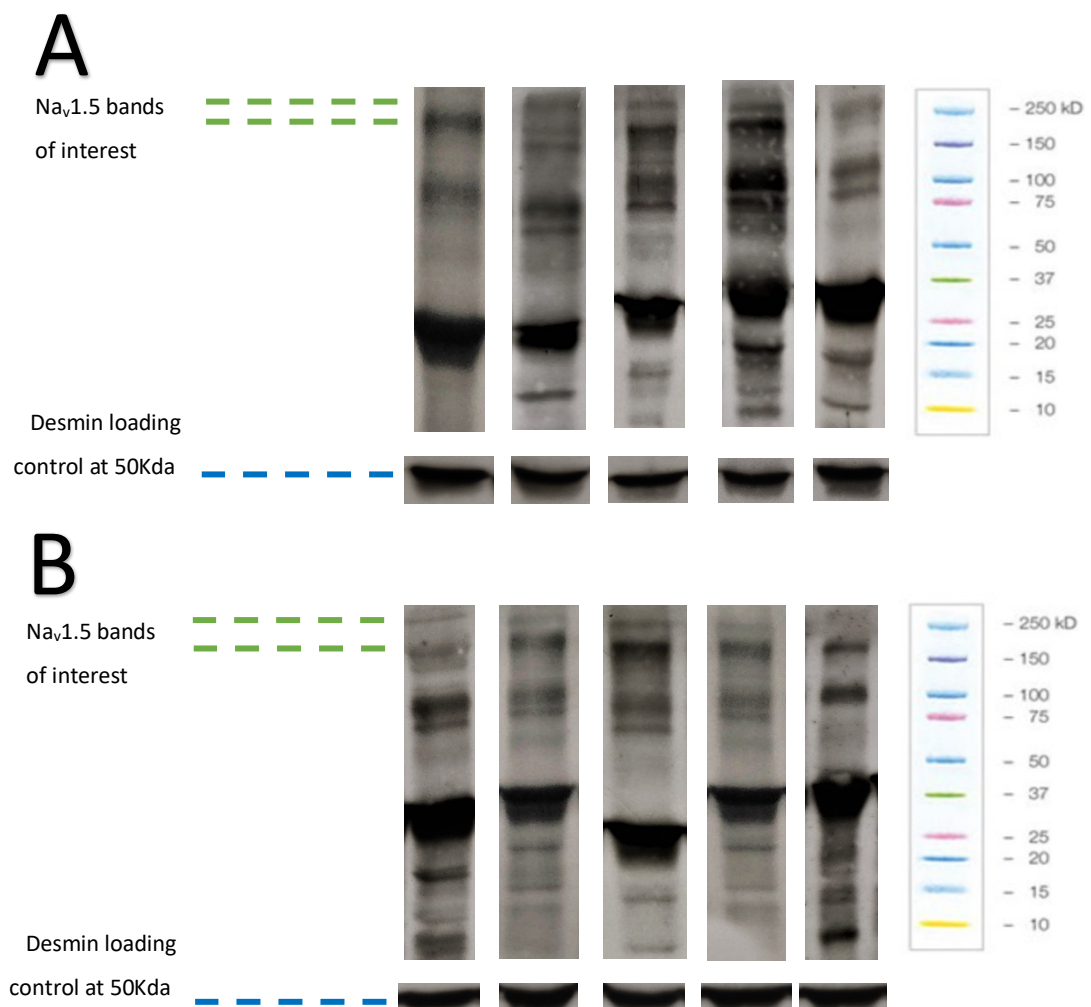 A
Naᵥ1.5 bands
of interest
– 250 kD
– 150
– 100
– 75
– 50
– 37
– 25
– 20
– 15
– 10
Desmin loading
control at 50Kda
B
Naᵥ1.5 bands
of interest
– 250 kD
– 150
– 100
– 75
– 50
– 37
– 25
– 20
– 15
– 10
Desmin loading
control at 50Kda